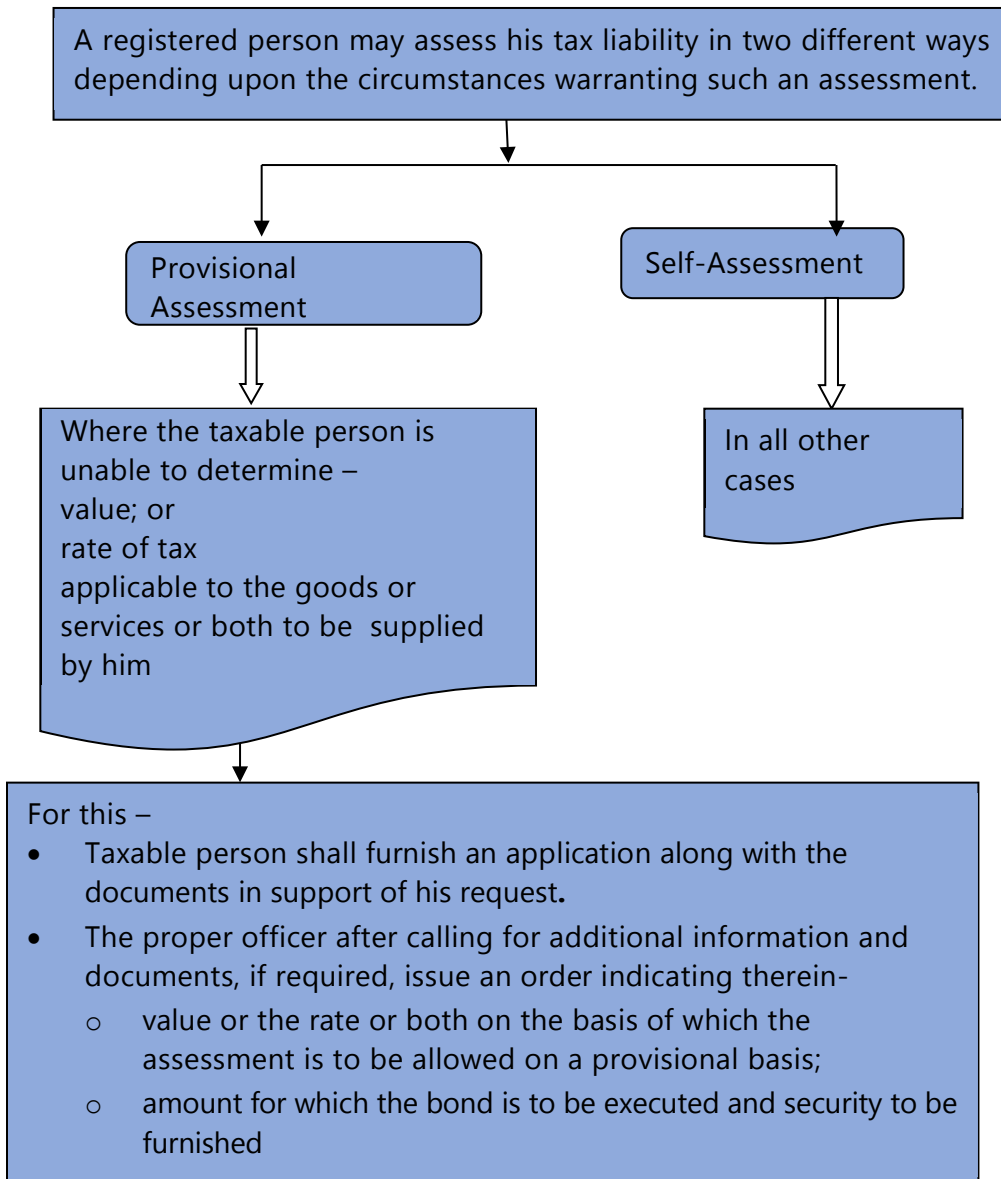 A registered person may assess his tax liability in two different ways
depending upon the circumstances warranting such an assessment.
Provisional
Assessment
Self-Assessment
Where the taxable person is
unable to determine –
value; or
rate of tax
applicable to the goods or
services or both to be supplied
by him
In all other
cases
For this –
• Taxable person shall furnish an application along with the
documents in support of his request.
• The proper officer after calling for additional information and
documents, if required, issue an order indicating therein-
o value or the rate or both on the basis of which the
assessment is to be allowed on a provisional basis;
o amount for which the bond is to be executed and security to be
furnished